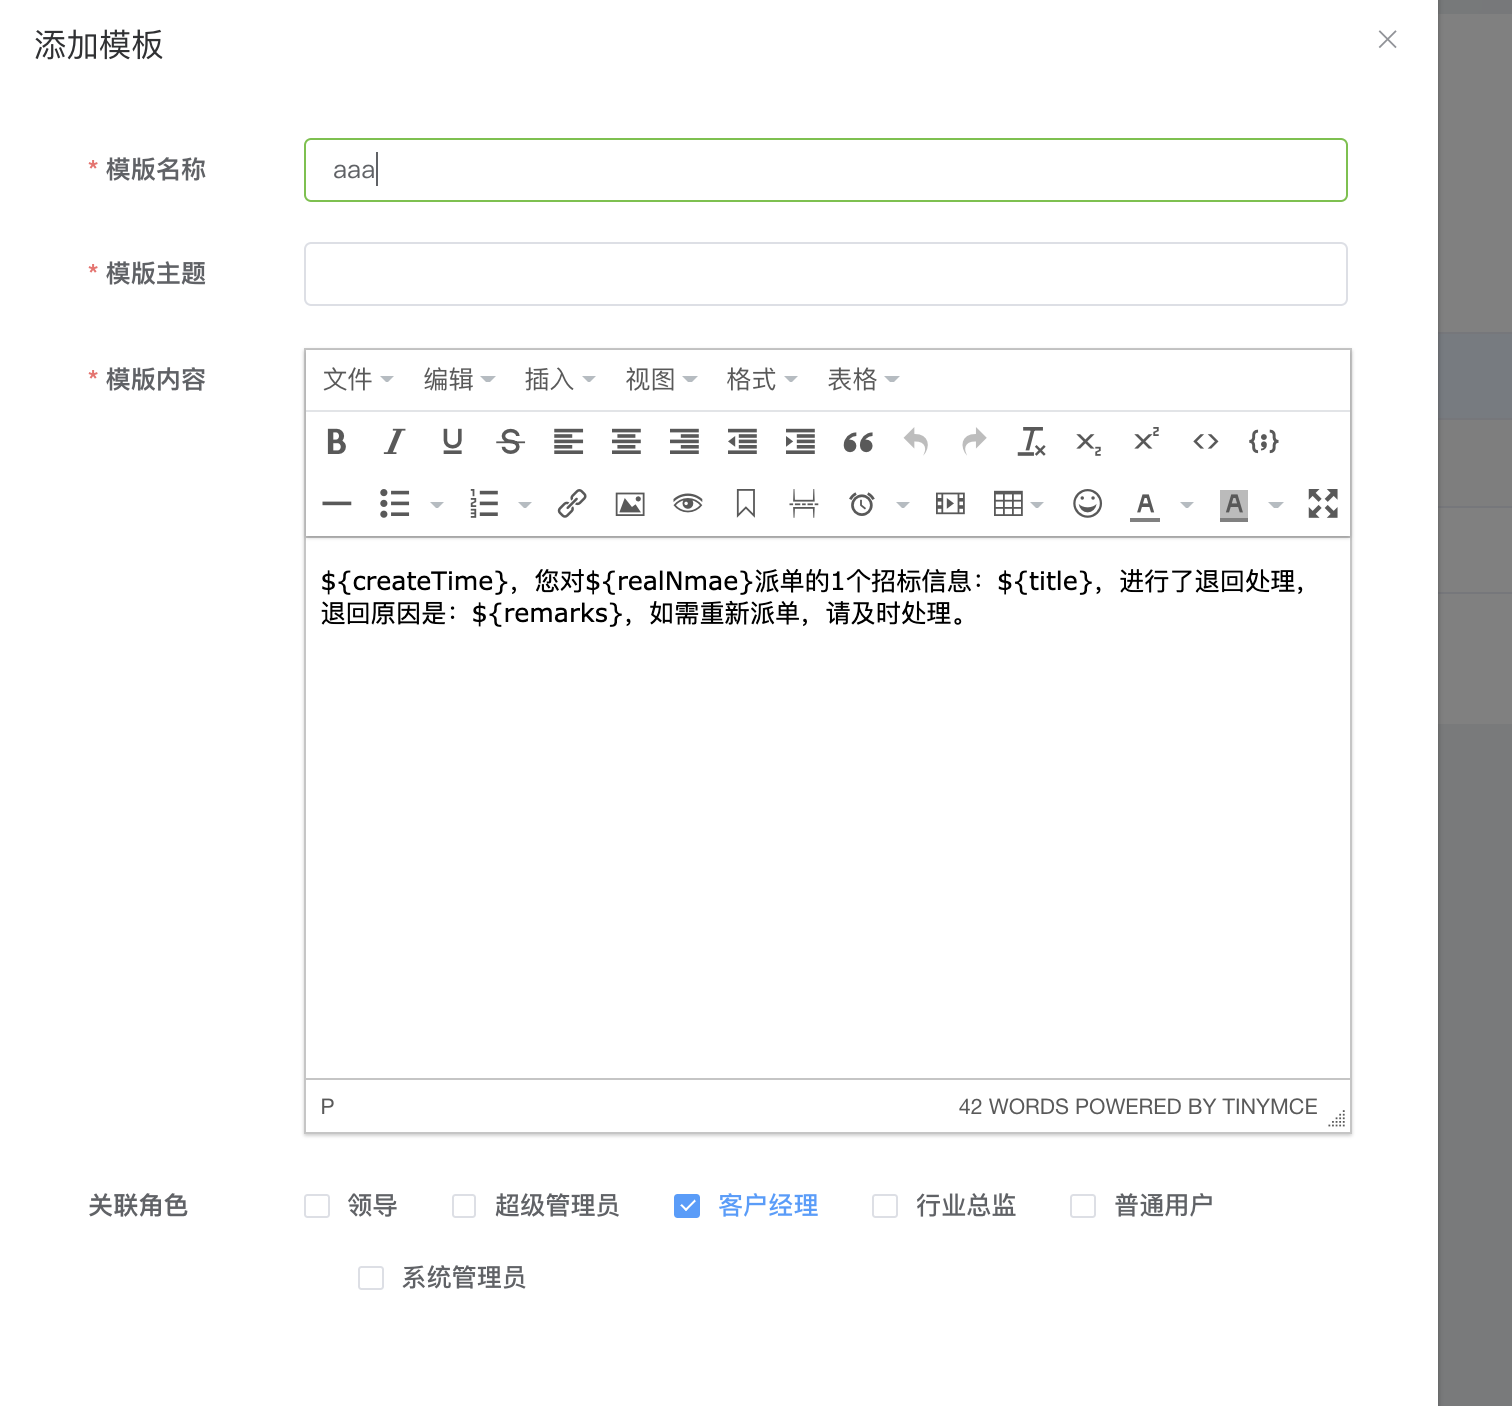 添加模板
* 模版名称
aaa
* 模版主题
* 模版内容
文件 编辑 插入 视图 格式 表格
${createTime}，您对${realNmae}派单的1个招标信息：${title}，进行了退回处理，
退回原因是：${remarks}，如需重新派单，请及时处理。
P
42 WORDS POWERED BY TINYMCE
关联角色
领导 超级管理员 客户经理 行业总监 普通用户
系统管理员